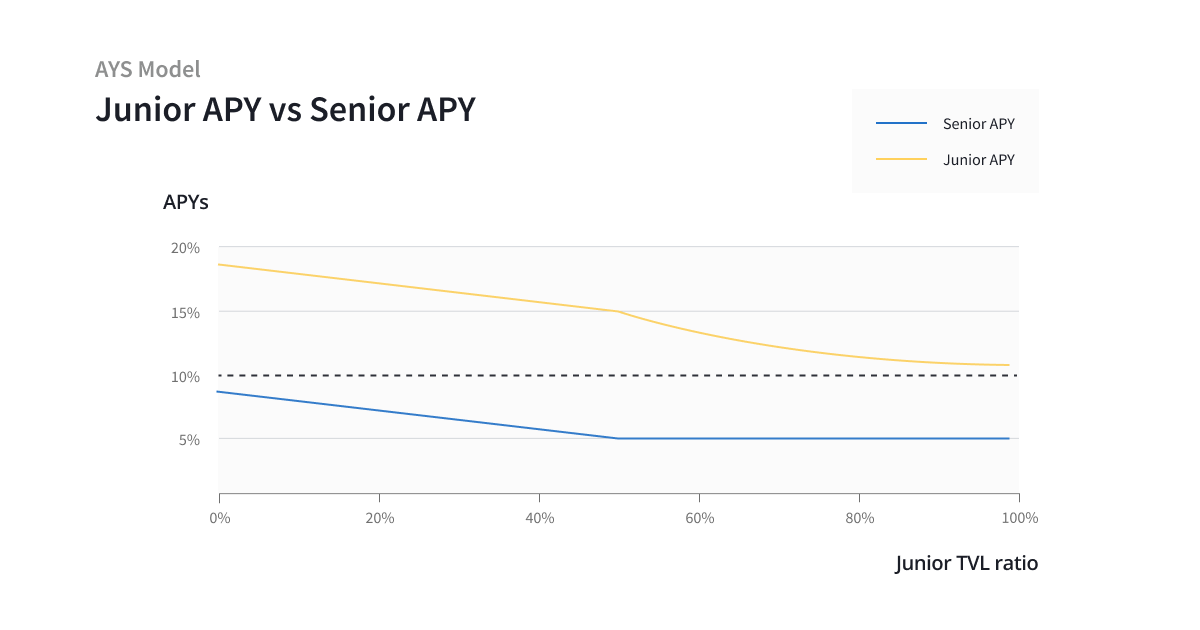 AYS Model
Junior APY vs Senior APY
Senior APY
Junior APY
APYs
20%
15%
10%
5%
0%
20%
40%
60%
80%
100%
Junior TVL ratio